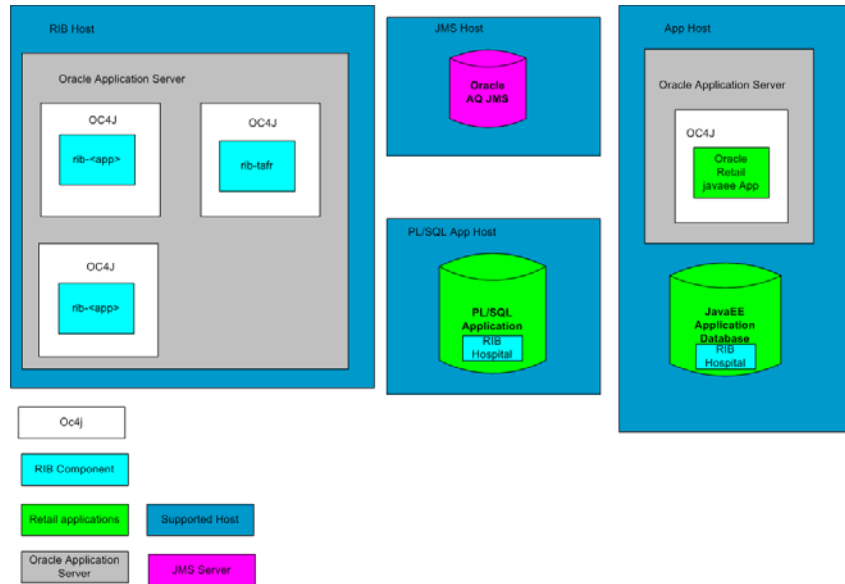 RIB Host
Oracle Application Server
OC4J
rib-<app>
OC4J
rib-tafr
OC4J
rib-<app>
JMS Host
Oracle
AQ JMS
PL/SQL App Host
PL/SQL
Application
RIB
Hospital
App Host
Oracle Application Server
OC4J
Oracle
Retail
javaee App
JavaEE
Application
Database
RIB
Hospital
Oc4j
RIB Component
Retail applications
Supported Host
Oracle Application
Server
JMS Server